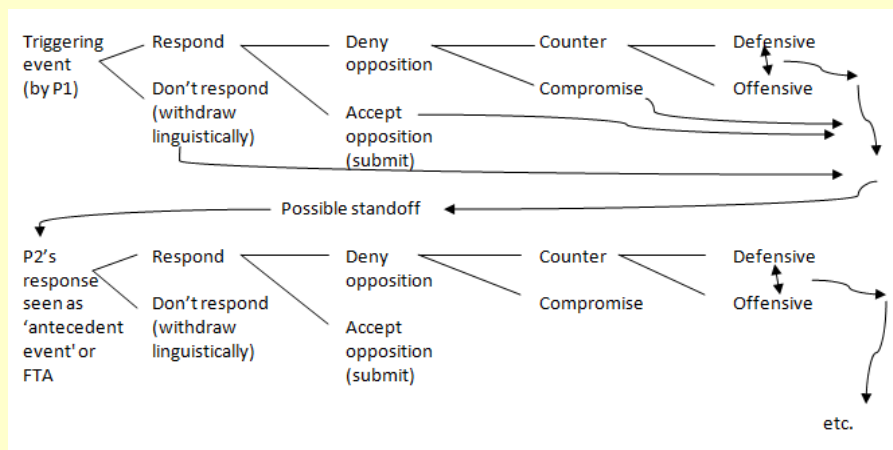 Triggering
event
(by P1)
Respond
Don't respond
(withdraw
linguistically)
Deny
opposition
Accept
opposition
(submit)
Counter
Compromise
Defensive
Offensive
Possible standoff
P2's
response
seen as
'antecedent
event' or
FTA
Respond
Don't respond
(withdraw
linguistically)
Deny
opposition
Accept
opposition
(submit)
Counter
Compromise
Defensive
Offensive
etc.